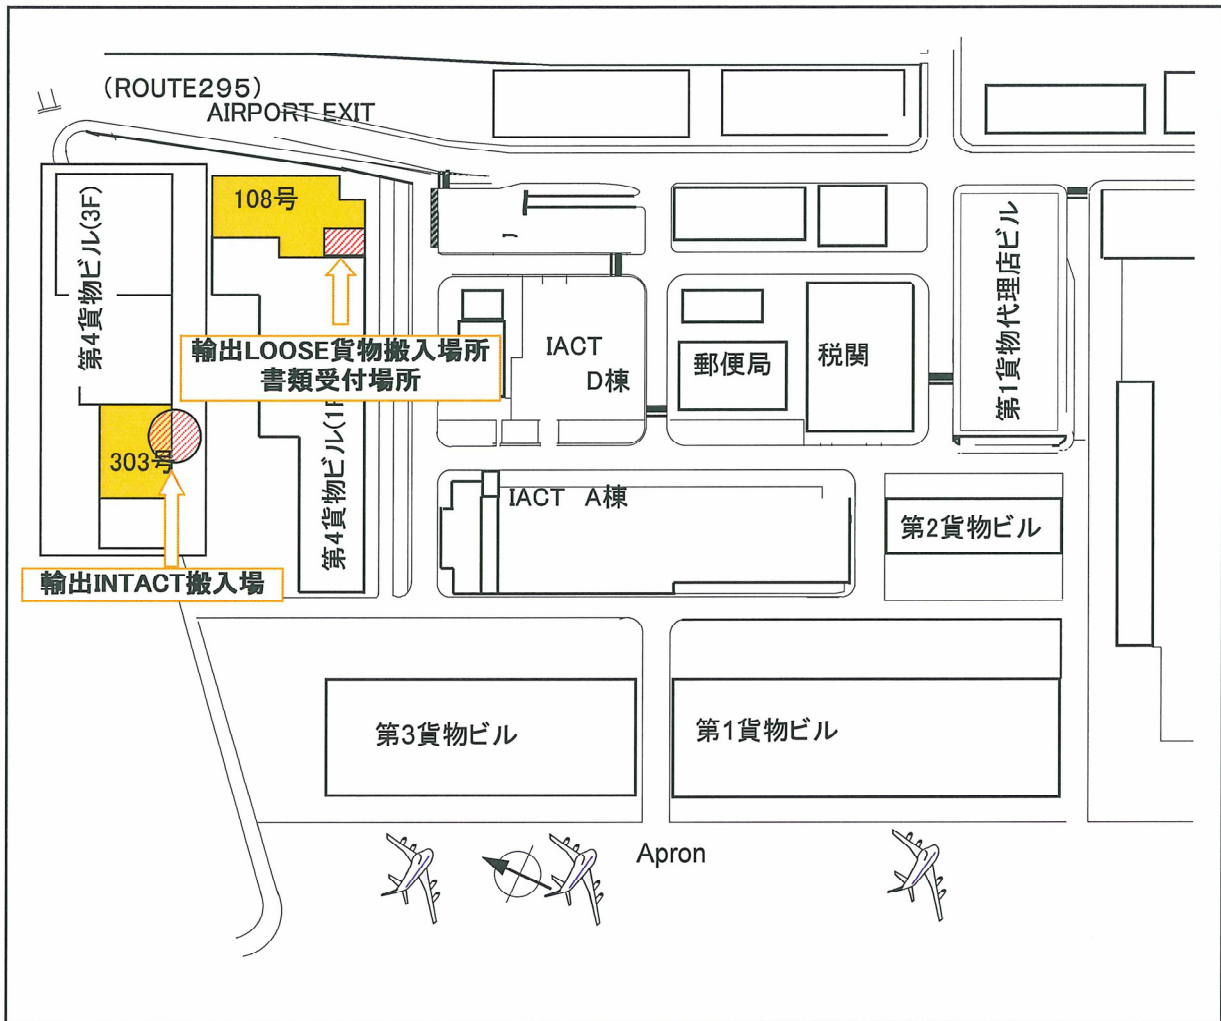 (ROUTE295)
AIRPORT EXIT
第4貨物ビル(3F)
108号
輸出LOOSE貨物搬入場所
書類受付場所
303号
第4貨物ビル(1F
輸出INTACT搬入場
IACT
D棟
郵便局
税関
第1貨物代理店ビル
IACT A棟
第2貨物ビル
第3貨物ビル
第1貨物ビル
Apron